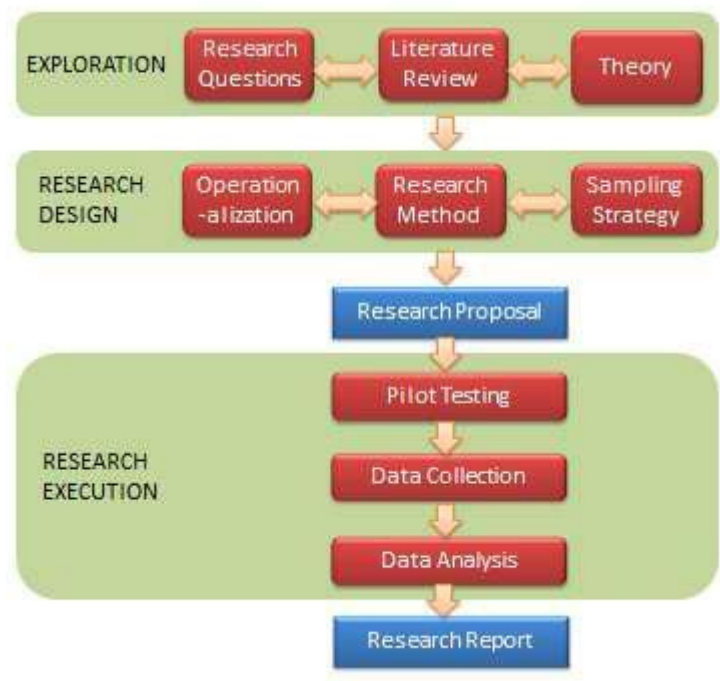 EXPLORATION
Research
Questions
Literature
Review
Theory
RESEARCH
DESIGN
Operation
-alization
Research
Method
Sampling
Strategy
Research Proposal
Pilot Testing
RESEARCH
EXECUTION
Data Collection
Data Analysis
Research Report